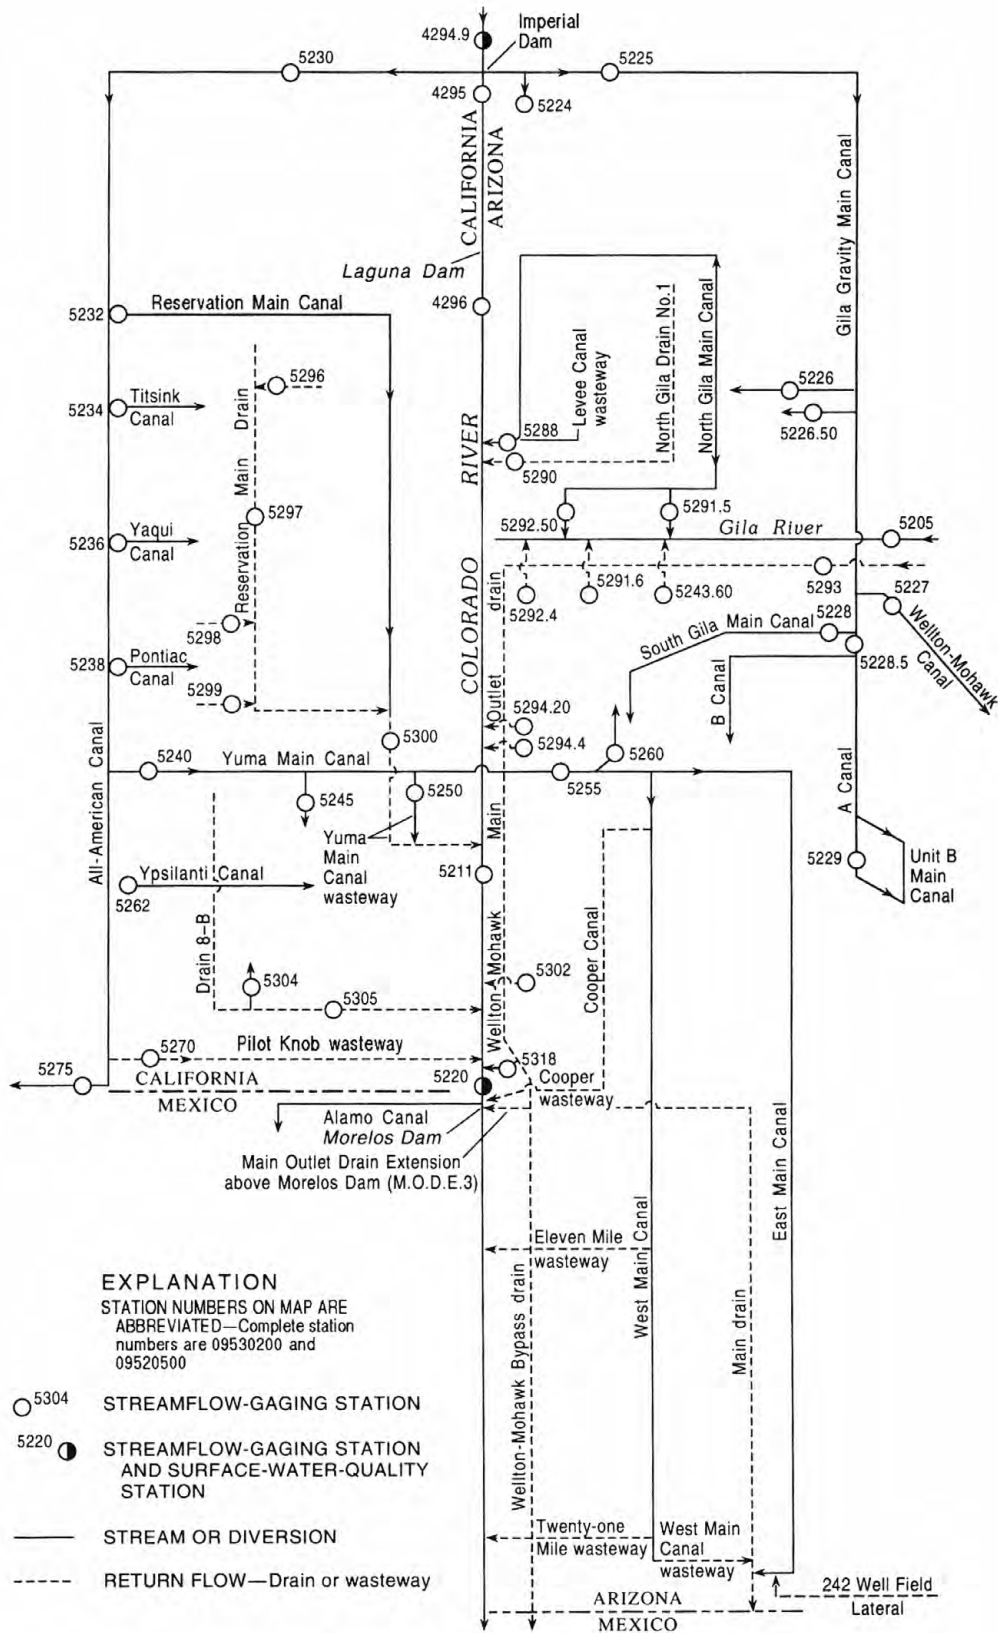 4294.9
Imperial
Dam
5230
5225
4295
5224
CALIFORNIA
ARIZONA
Gila Gravity Main Canal
Laguna Dam
4296
Reservation Main Canal
5232
North Gila Drain No.1
North Gila Main Canal
Levee Canal
wasteway
5296
5226
5226.50
Titsink
Canal
5234
Reservation Main Drain
COLORADO RIVER
5288
5290
5297
5292.50
5291.5
Gila River
5205
Yaqui
Canal
5236
5292.4
5291.6
5243.60
5293
5227
Wellton-Mohawk
Canal
5298
South Gila Main Canal
5228
5228.5
Pontiac
Canal
5238
5299
B Canal
5294.20
5294.4
5300
5260
5240
Yuma Main Canal
5255
A Canal
All-American Canal
5245
5250
Yuma
Main
Canal
wasteway
5211
5229
Unit B
Main
Canal
Ypsilanti Canal
5262
Wellton-Mohawk Main Outlet drain
Cooper Canal
Drain 8-B
5304
5305
5302
Pilot Knob wasteway
5270
5318
5275
CALIFORNIA
MEXICO
5220
Cooper
wasteway
Alamo Canal
Morelos Dam
Main Outlet Drain Extension
above Morelos Dam (M.O.D.E.3)
East Main Canal
West Main Canal
Eleven Mile
wasteway
Wellton-Mohawk Bypass drain
Main drain
EXPLANATION
STATION NUMBERS ON MAP ARE
ABBREVIATED—Complete station
numbers are 09530200 and
09520500
5304 STREAMFLOW-GAGING STATION
5220 STREAMFLOW-GAGING STATION
AND SURFACE-WATER-QUALITY
STATION
STREAM OR DIVERSION
RETURN FLOW—Drain or wasteway
Twenty-one
Mile wasteway
West Main
Canal
wasteway
242 Well Field
Lateral
ARIZONA
MEXICO